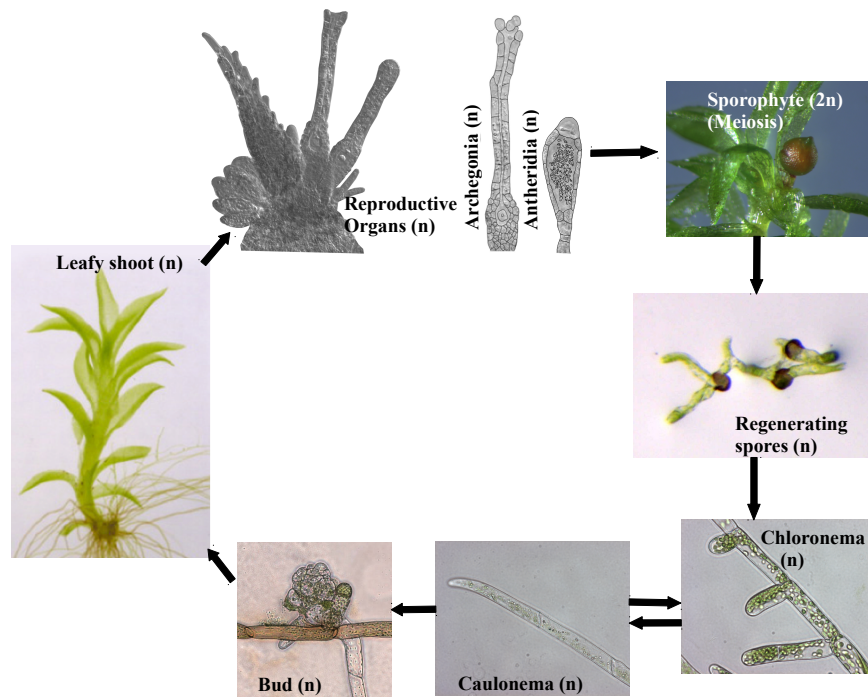 Leafy shoot (n)
Reproductive
Organs (n)
Archegonia (n)
Antheridia (n)
Sporophyte (2n)
(Meiosis)
Regenerating
spores (n)
Chloronema
(n)
Caulonema (n)
Bud (n)